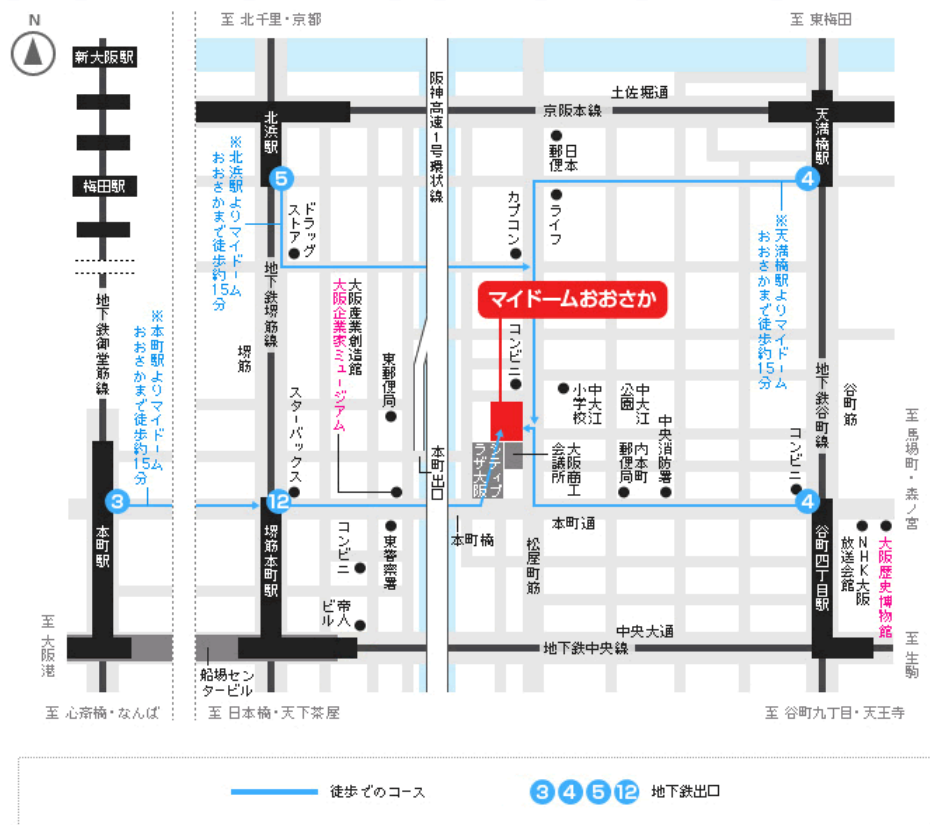 至 北千里・京都
至 東梅田
N
新大阪駅
梅田駅
阪神高速1号環状線
土佐堀通
京阪本線
北浜駅
天満橋駅
日本
郵便
5
4
※北浜駅よりマイドーム
おおさかまで徒歩約15分
ドラッグ
ストア
カプコン
ライフ
※天満橋駅よりマイドーム
おおさかまで徒歩約15分
地下鉄御堂筋線
地下鉄堺筋線
マイドームおおさか
※本町駅よりマイドーム
おおさかまで徒歩約15分
堺筋
大阪産業創造館
大阪企業家ミュージアム
東郵便局
コンビニ
中大江
小学校
中大江
公園
地下鉄谷町線
谷町筋
スターバックス
本町出口
シティプ
ラザ大阪
大阪商工
会議所
内本町
郵便局
中央消防署
コンビニ
至 馬場町・森ノ宮
3
12
4
本町駅
堺筋本町駅
コンビニ
東警察署
本町橋
松屋町筋
本町通
谷町四丁目駅
NHK大阪
放送会館
大阪歴史博物館
帝人
ビル
至 大阪港
中央大通
地下鉄中央線
至 生駒
船場セン
タービル
至 心斎橋・なんば
至 日本橋・天下茶屋
至 谷町九丁目・天王寺
徒歩でのコース
3 4 5 12 地下鉄出口